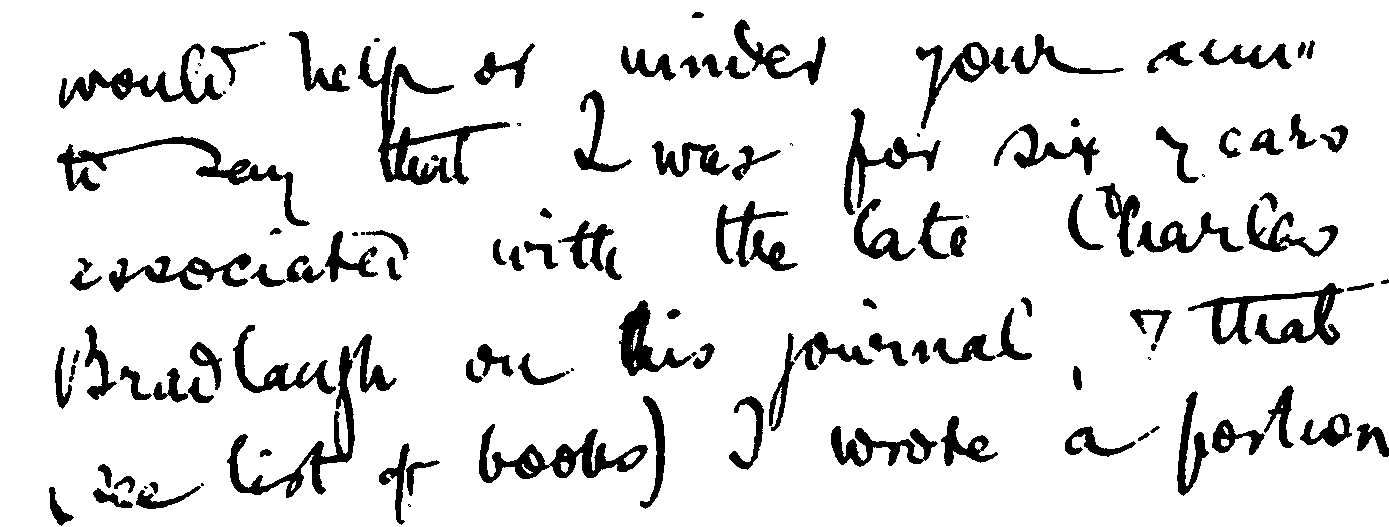 would help or hinder your aim"
to say that I was for six years
associated with the late Charles
Bradlaugh on his journal, & that
(see list of books) I wrote a portion